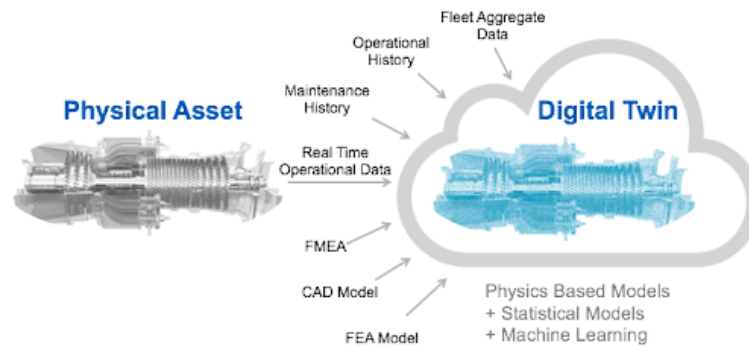 Fleet Aggregate
Data
Operational
History
Maintenance
History
Physical Asset
Digital Twin
Real Time
Operational Data
FMEA
CAD Model
FEA Model
Physics Based Models
+ Statistical Models
+ Machine Learning